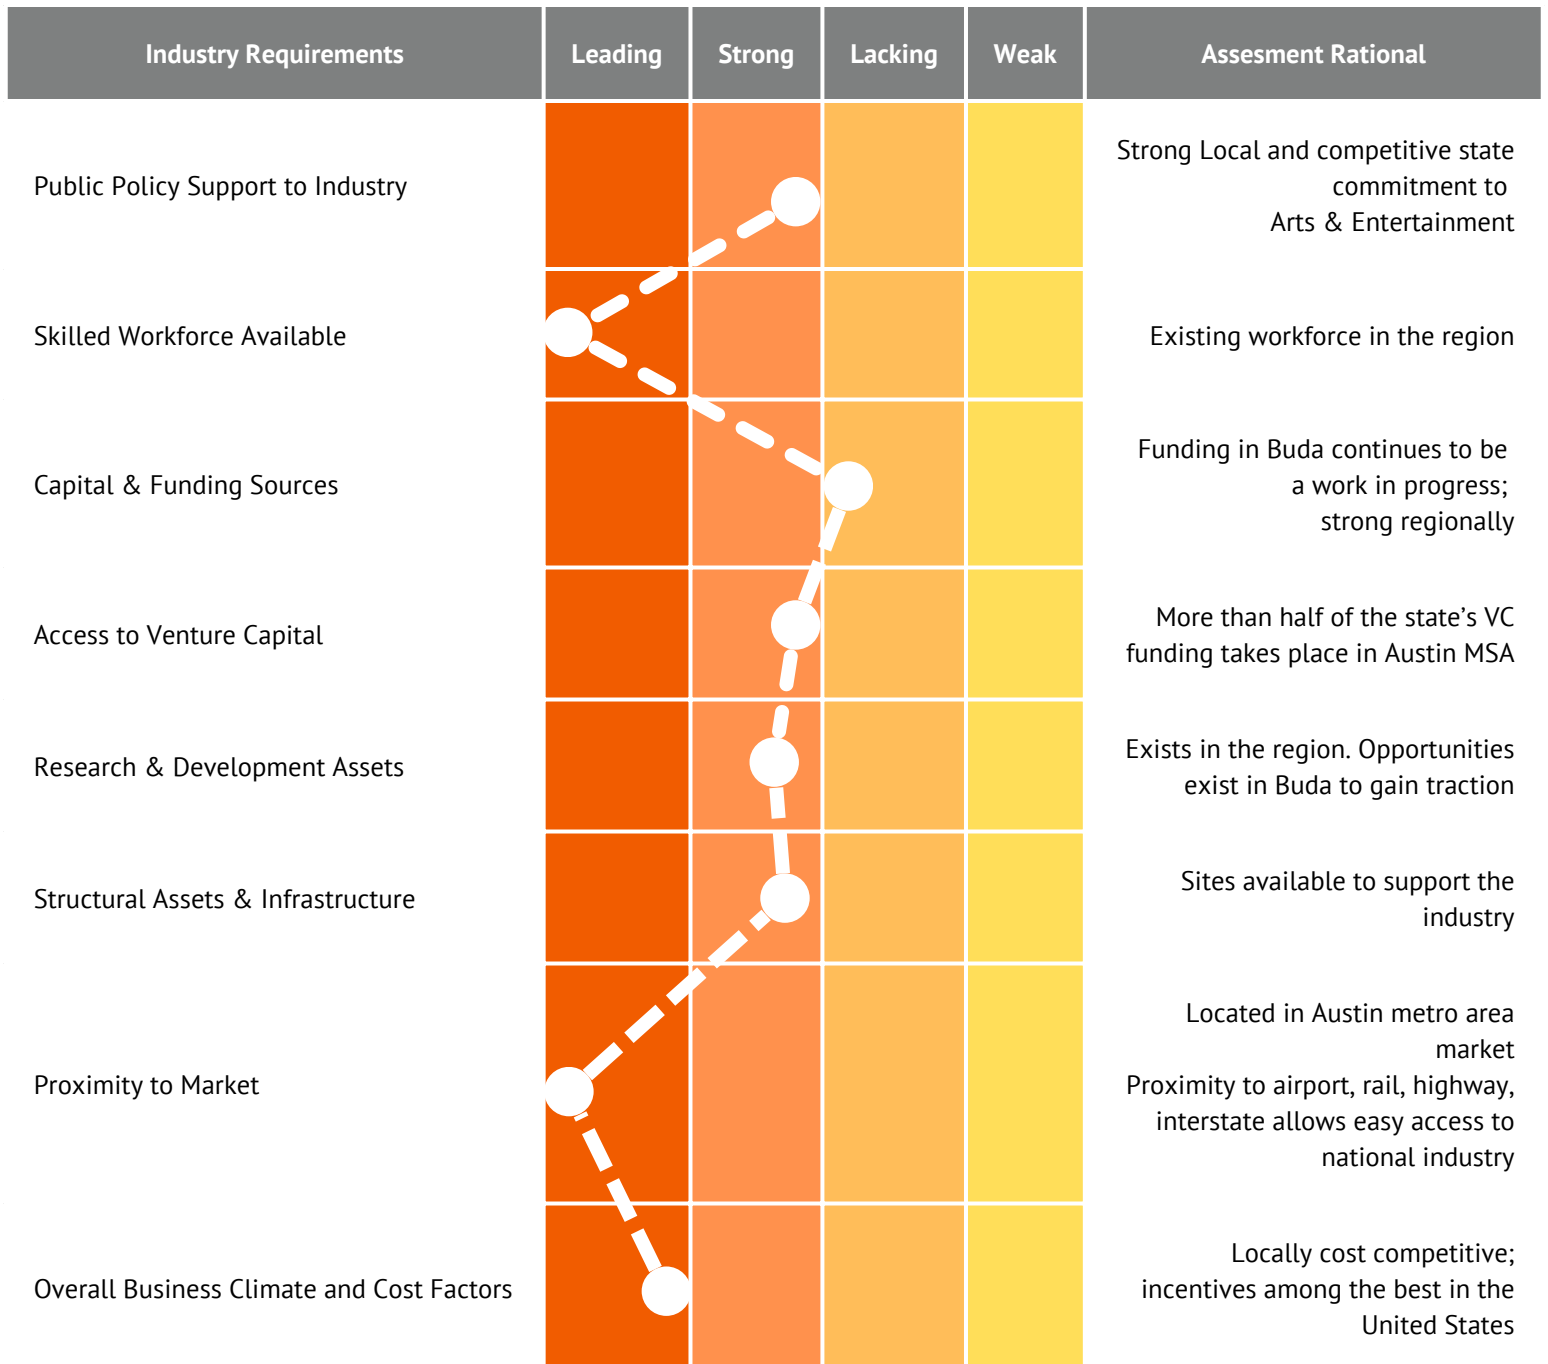 Industry Requirements
Leading
Strong
Lacking
Weak
Assesment Rational
Public Policy Support to Industry
Strong Local and competitive state
commitment to
Arts & Entertainment
Skilled Workforce Available
Existing workforce in the region
Capital & Funding Sources
Funding in Buda continues to be
a work in progress;
strong regionally
Access to Venture Capital
More than half of the state’s VC
funding takes place in Austin MSA
Research & Development Assets
Exists in the region. Opportunities
exist in Buda to gain traction
Structural Assets & Infrastructure
Sites available to support the
industry
Proximity to Market
Located in Austin metro area
market
Proximity to airport, rail, highway,
interstate allows easy access to
national industry
Overall Business Climate and Cost Factors
Locally cost competitive;
incentives among the best in the
United States